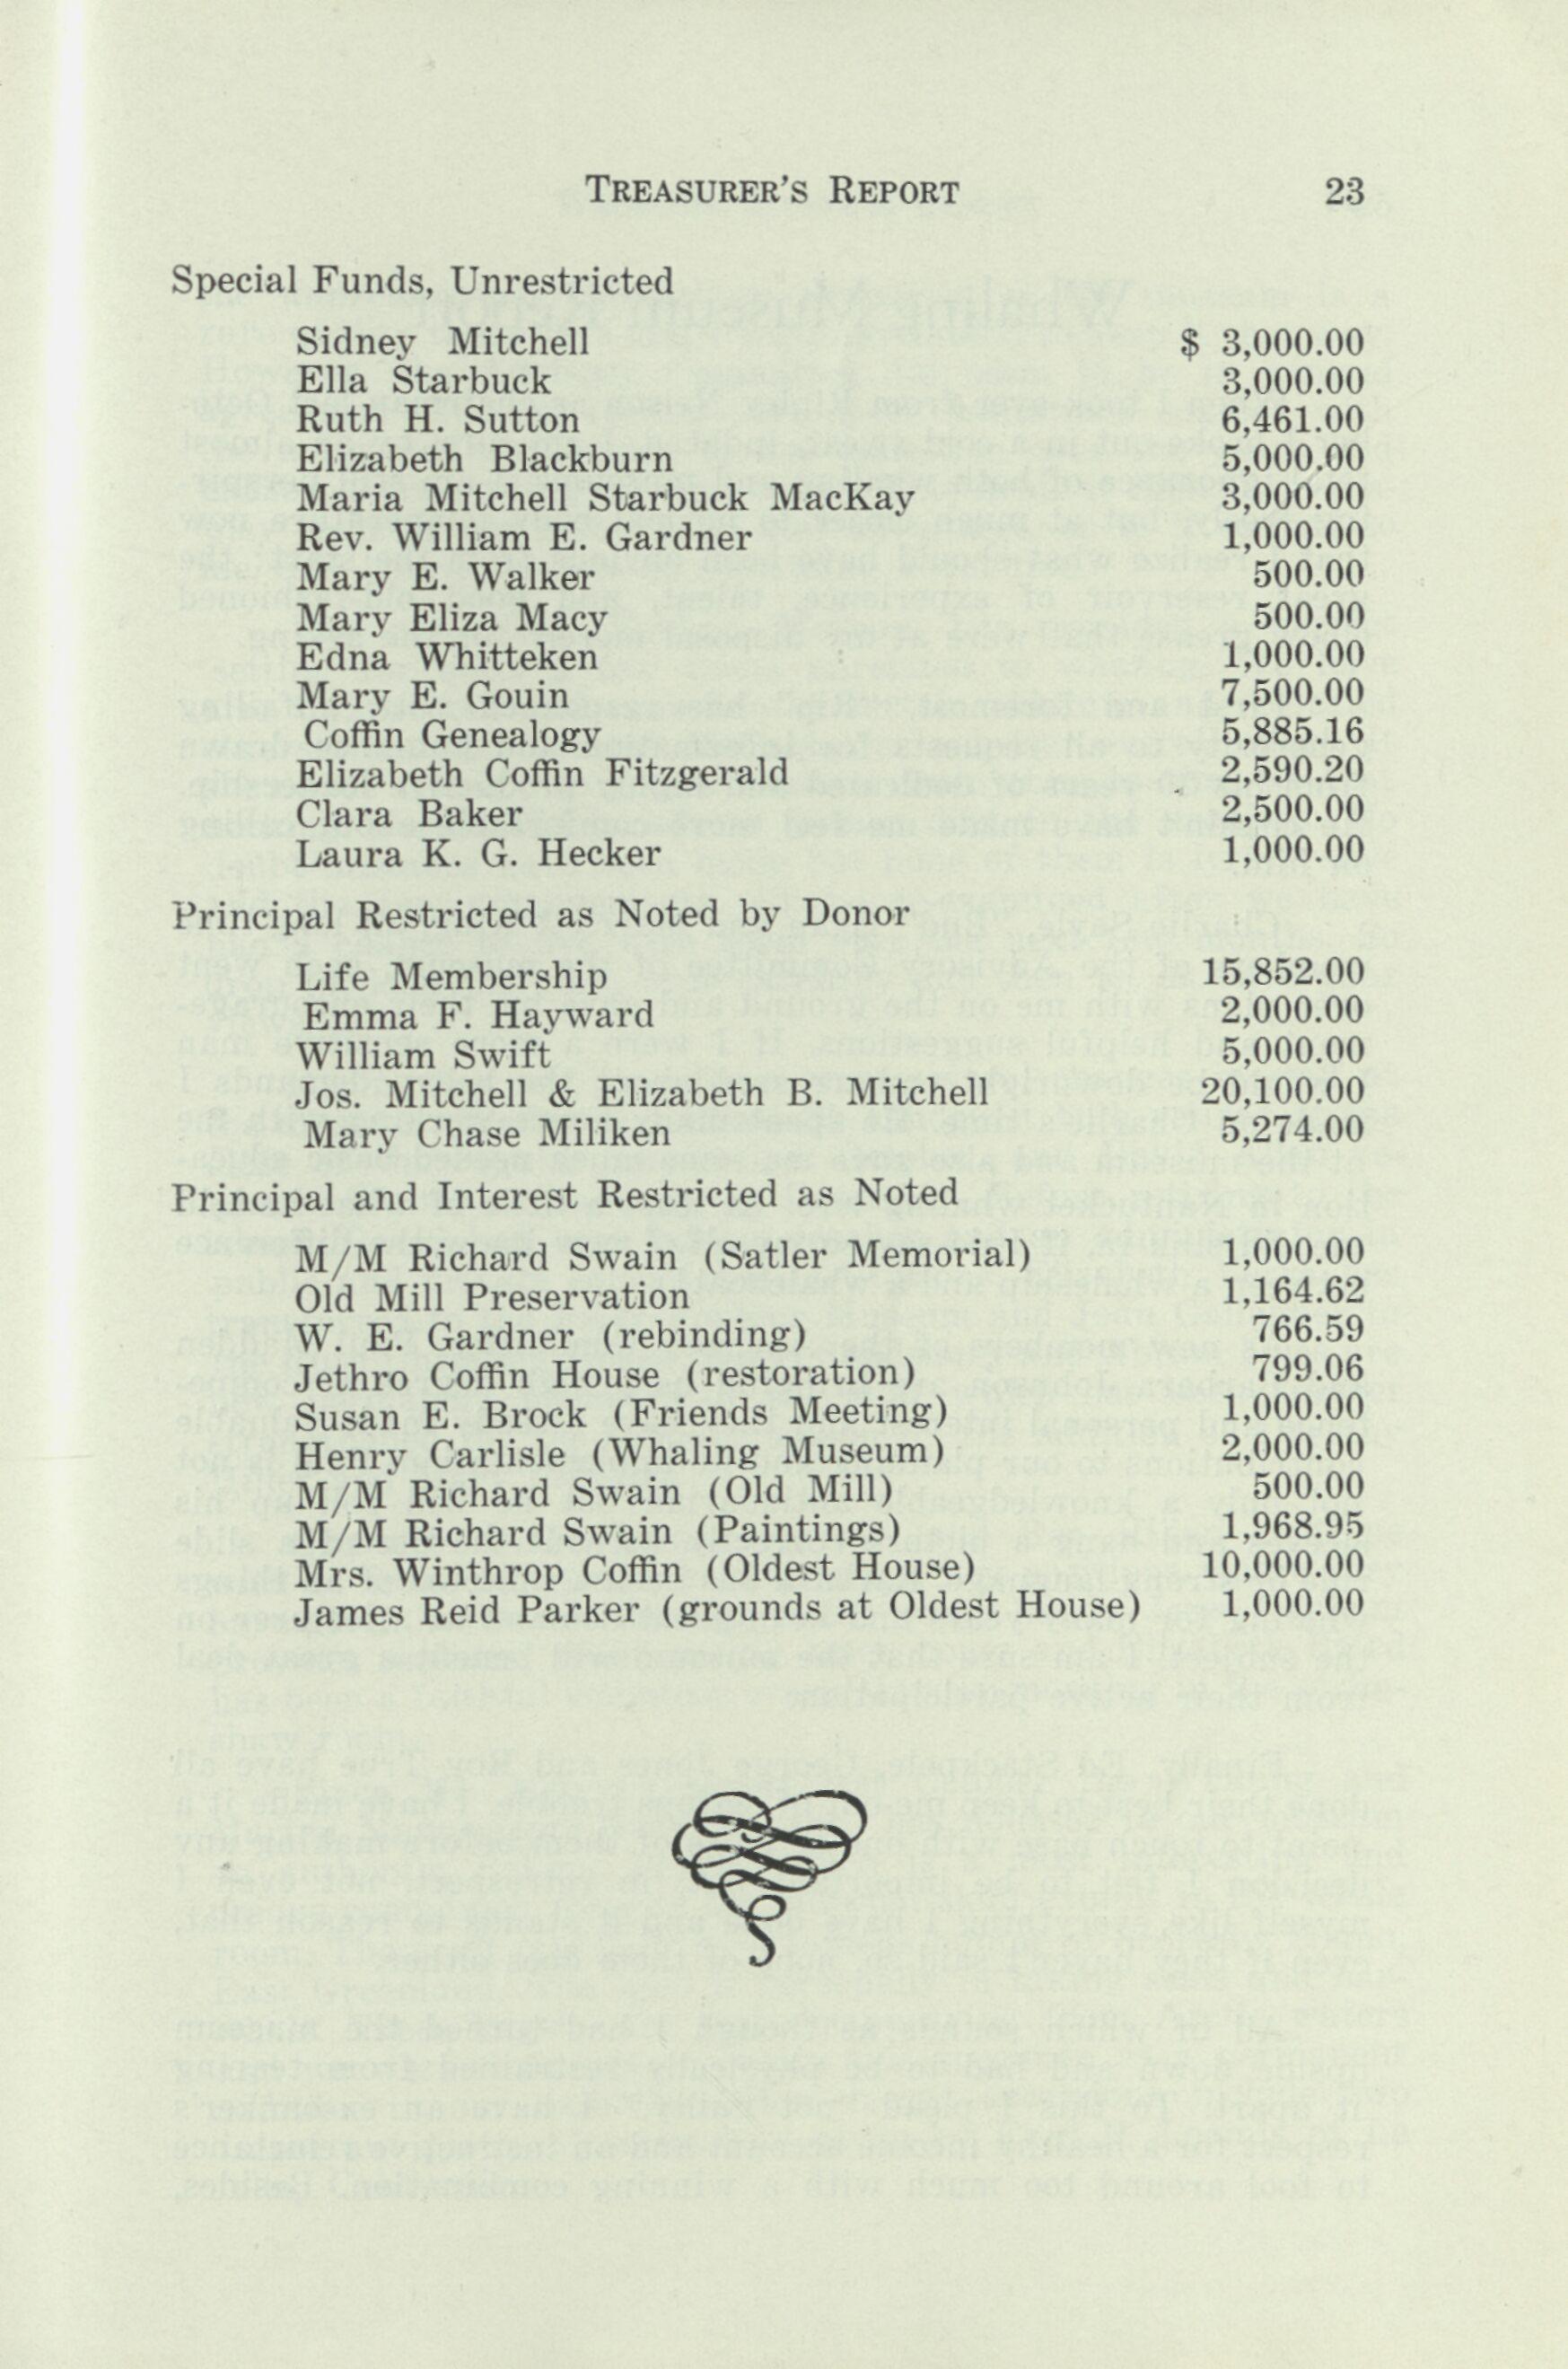 TREASURER'S REPORT 23
Special Funds, Unrestricted
Sidney Mitchell $ 3,000.00
Ella Starbuck 3,000.00
Ruth H. Sutton 6,461.00
Elizabeth Blackburn 5,000.00
Maria Mitchell Starbuck MacKay 3,000.00
Rev. William E. Gardner 1,000.00
Mary E. Walker 500.00
Mary Eliza Macy 500.00
Edna Whitteken 1,000.00
Mary E. Gouin 7,500.00
Coffin Genealogy 5,885.16
Elizabeth Coffin Fitzgerald 2,590.20
Clara Baker 2,500.00
Laura K. G. Hecker 1,000.00
Principal Restricted as Noted by Donor
Life Membership 15,852.00
Emma F. Hayward 2,000.00
William Swift 5,000.00
Jos. Mitchell & Elizabeth B. Mitchell 20,100.00
Mary Chase Miliken 5,274.00
Principal and Interest Restricted as Noted
M/M Richard Swain (Satler Memorial) 1,000.00
Old Mill Preservation 1,164.62
W. E. Gardner (rebinding) 766.59
Jethro Coffin House (restoration) 799.06
Susan E. Brock (Friends Meeting) 1,000.00
Henry Carlisle (Whaling Museum) 2,000.00
M/M Richard Swain (Old Mill) 500.00
M/M Richard Swain (Paintings) 1,968.95
Mrs. Winthrop Coffin (Oldest House) 10,000.00
James Reid Parker (grounds at Oldest House) 1,000.00